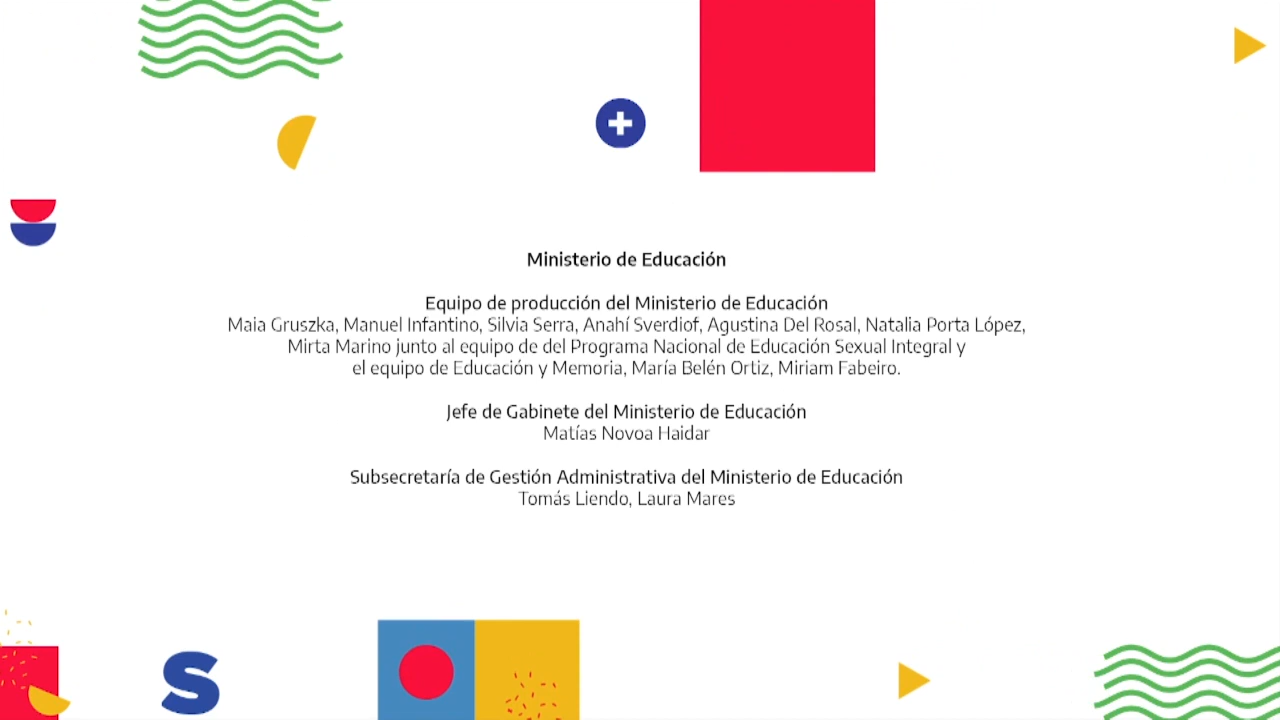 Ministerio de Educación
Equipo de producción del Ministerio de Educación
Maia Gruszka, Manuel Infantino, Silvia Serra, Anahí Sverdiof, Agustina Del Rosal, Natalia Porta López,
Mirta Marino junto al equipo de del Programa Nacional de Educación Sexual Integral y
el equipo de Educación y Memoria, María Belén Ortiz, Miriam Fabeiro.
Jefe de Gabinete del Ministerio de Educación
Matías Novoa Haidar
Subsecretaría de Gestión Administrativa del Ministerio de Educación
Tomás Liendo, Laura Mares
S